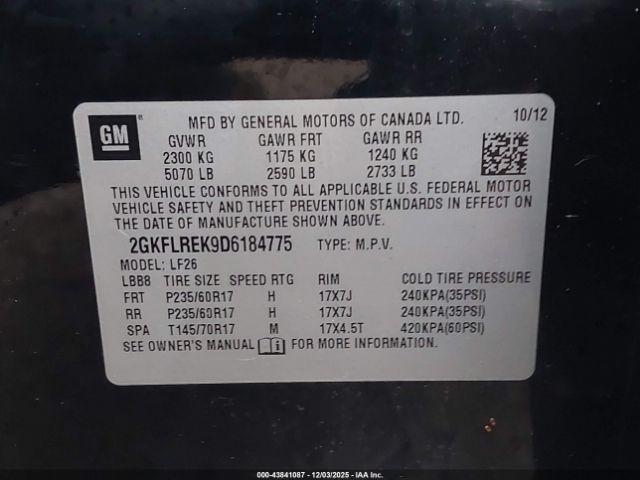 GM
MFD BY GENERAL MOTORS OF CANADA LTD. 10/12
GVWR GAWR FRT GAWR RR
2300 KG 1175 KG 1240 KG
5070 LB 2590 LB 2733 LB
THIS VEHICLE CONFORMS TO ALL APPLICABLE U.S. FEDERAL MOTOR
VEHICLE SAFETY AND THEFT PREVENTION STANDARDS IN EFFECT ON
THE DATE OF MANUFACTURE SHOWN ABOVE.
2GKFLREK9D6184775 TYPE: M.P.V.
MODEL: LF26
LBB8 TIRE SIZE SPEED RTG RIM COLD TIRE PRESSURE
FRT P235/60R17 H 17X7J 240KPA(35PSI)
RR P235/60R17 H 17X7J 240KPA(35PSI)
SPA T145/70R17 M 17X4.5T 420KPA(60PSI)
SEE OWNER'S MANUAL FOR MORE INFORMATION.
000-43841087 - 12/03/2025 - IAA Inc.